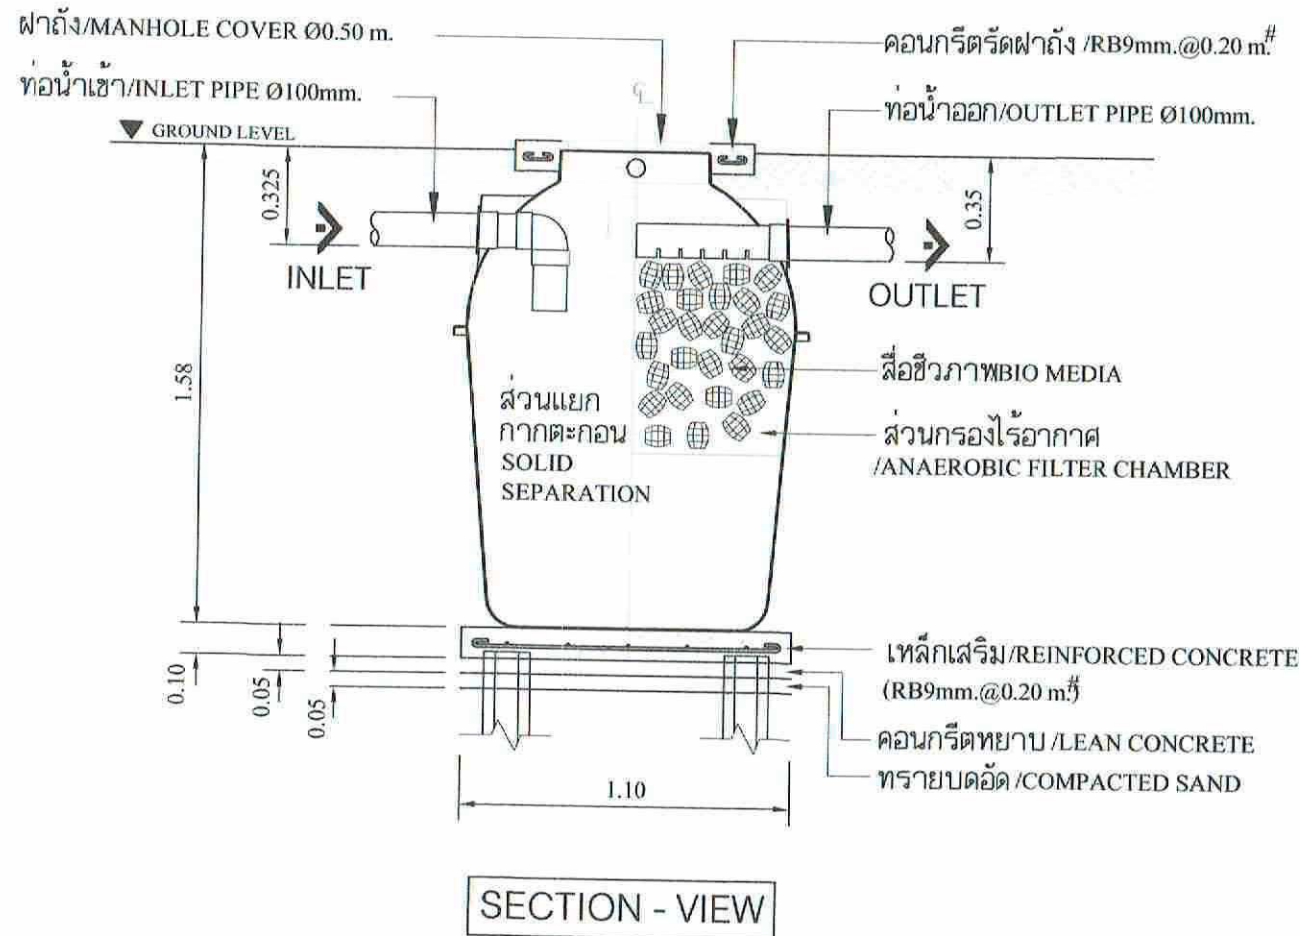 ฝาถัง/MANHOLE COVER Ø0.50 m.
คอนกรีตรัดฝาถัง /RB9mm.@0.20 m.#
ท่อน้ำเข้า/INLET PIPE Ø100mm.
ท่อน้ำออก/OUTLET PIPE Ø100mm.
GROUND LEVEL
0.325
0.35
INLET
OUTLET
1.58
สื่อชีวภาพBIO MEDIA
ส่วนแยก
กากตะกอน
SOLID
SEPARATION
ส่วนกรองไร้อากาศ
/ANAEROBIC FILTER CHAMBER
เหล็กเสริม/REINFORCED CONCRETE
(RB9mm.@0.20 m.#)
0.10
0.05
0.05
คอนกรีตหยาบ /LEAN CONCRETE
ทรายบดอัด /COMPACTED SAND
1.10
SECTION - VIEW